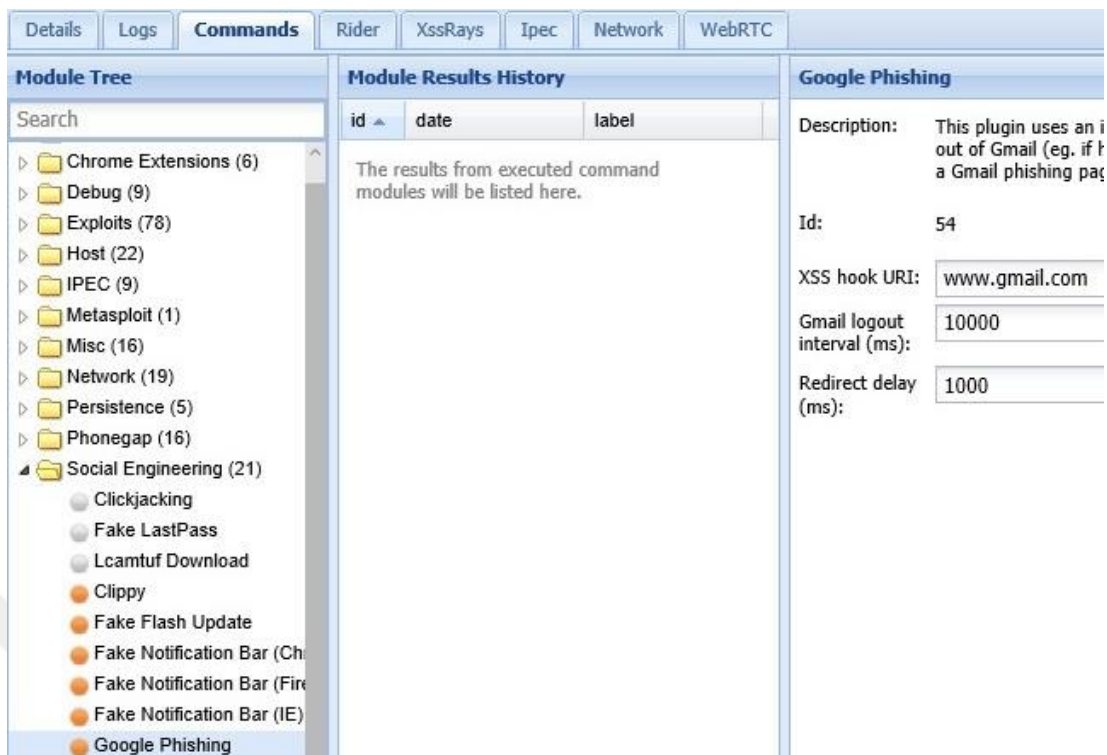 Details Logs Commands Rider XssRays Ipec Network WebRTC
Module Tree
Search
Chrome Extensions (6)
Debug (9)
Exploits (78)
Host (22)
IPEC (9)
Metasploit (1)
Misc (16)
Network (19)
Persistence (5)
Phonegap (16)
Social Engineering (21)
Clickjacking
Fake LastPass
Lcamtuf Download
Clippy
Fake Flash Update
Fake Notification Bar (Ch
Fake Notification Bar (Fire
Fake Notification Bar (IE)
Google Phishing
Module Results History
id date label
The results from executed command
modules will be listed here.
Google Phishing
Description: This plugin uses an i
out of Gmail (eg. if h
a Gmail phishing pag
Id: 54
XSS hook URI: www.gmail.com
Gmail logout
interval (ms): 10000
Redirect delay
(ms): 1000